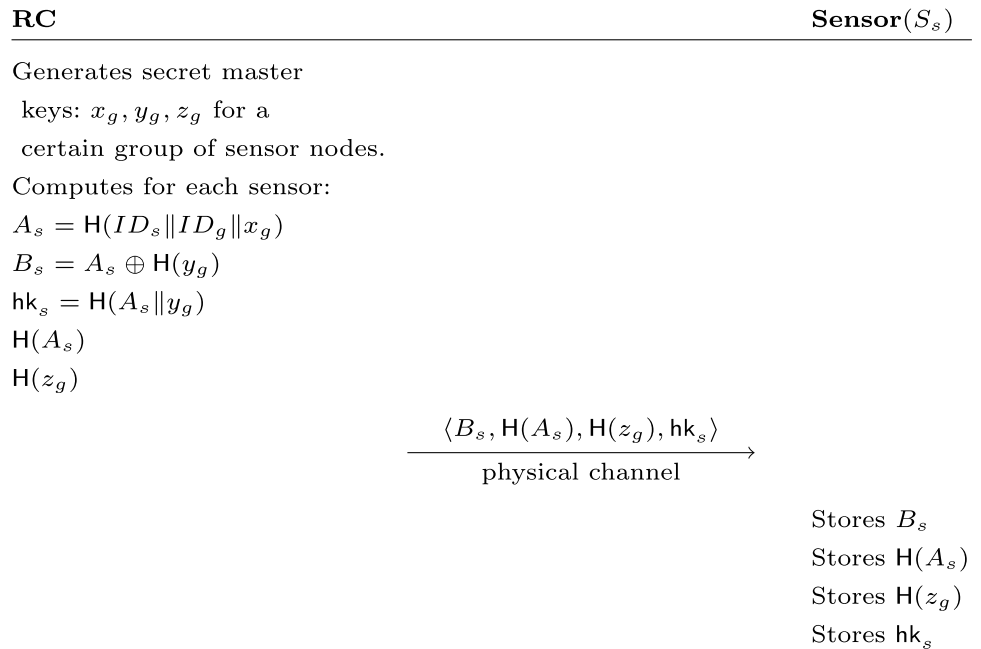 RC Sensor(Sₛ)
Generates secret master
keys: x_g, y_g, z_g for a
certain group of sensor nodes.
Computes for each sensor:
A_s = H(ID_s‖ID_g‖x_g)
B_s = A_s ⊕ H(y_g)
hk_s = H(A_s‖y_g)
H(A_s)
H(z_g)
⟨B_s, H(A_s), H(z_g), hk_s⟩
physical channel
Stores B_s
Stores H(A_s)
Stores H(z_g)
Stores hk_s